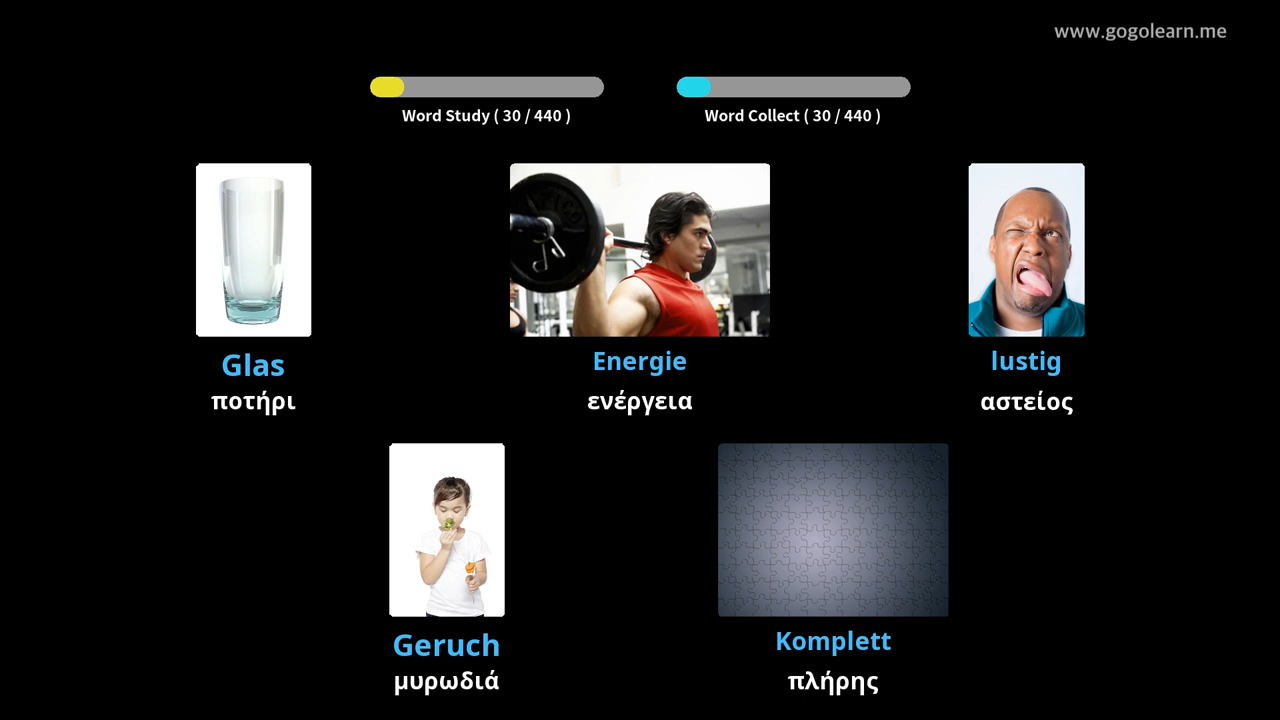 www.gogolearn.me
Word Study ( 30 / 440 )
Word Collect ( 30 / 440 )
Glas
ποτήρι
Energie
ενέργεια
lustig
αστείος
Geruch
μυρωδιά
Komplett
πλήρης